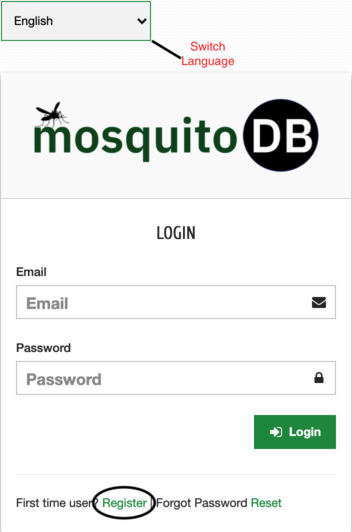 English
Switch
Language
mosquito DB
LOGIN
Email
Email
Password
Password
Login
First time user? Register | Forgot Password Reset